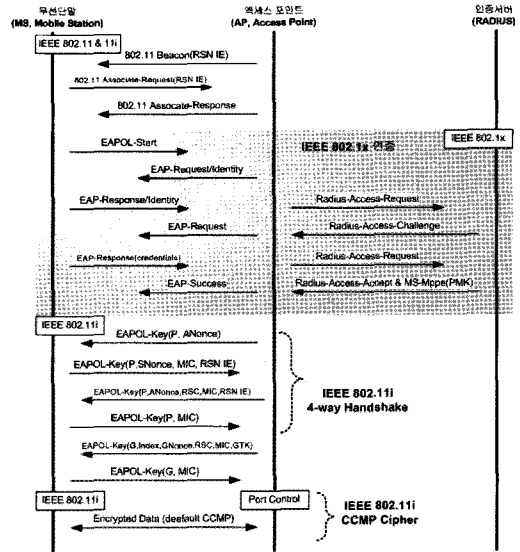 무선단말
(MS, Mobile Station)
액세스 포인트
(AP, Access Point)
인증서버
(RADIUS)
IEEE 802.11 & 11i
802.11 Beacon(RSN IE)
802.11 Associate-Request(RSN IE)
802.11 Assocate-Response
IEEE 802.1x 인증
IEEE 802.1x
EAPOL-Start
EAP-Request/Identity
EAP-Response/Identity
Radius-Access-Request
EAP-Request
Radius-Access-Challenge
EAP-Response(credentials)
Radius-Access-Request
EAP-Success
Radius-Access-Accept & MS-Mppe(PMK)
IEEE 802.11i
EAPOL-Key(P, ANonce)
EAPOL-Key(P,SNonce, MIC, RSN IE)
EAPOL-Key(P,ANonce,RSC,MIC,RSN IE)
EAPOL-Key(P, MIC)
IEEE 802.11i
4-way Handshake
EAPOL-Key(G,Index,GNonce,RSC,MIC,GTK)
EAPOL-Key(G, MIC)
IEEE 802.11i
Port Control
Encrypted Data (deefault CCMP)
IEEE 802.11i
CCMP Cipher